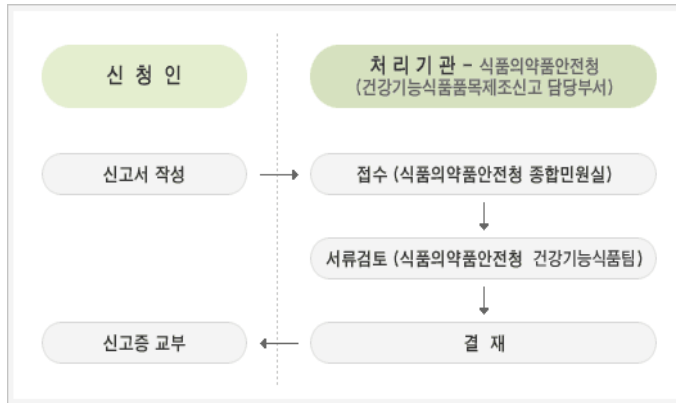 신 청 인
처 리 기 관 - 식품의약품안전청
(건강기능식품품목제조신고 담당부서)
신고서 작성
접수 (식품의약품안전청 종합민원실)
서류검토 (식품의약품안전청 건강기능식품팀)
신고증 교부
결 재